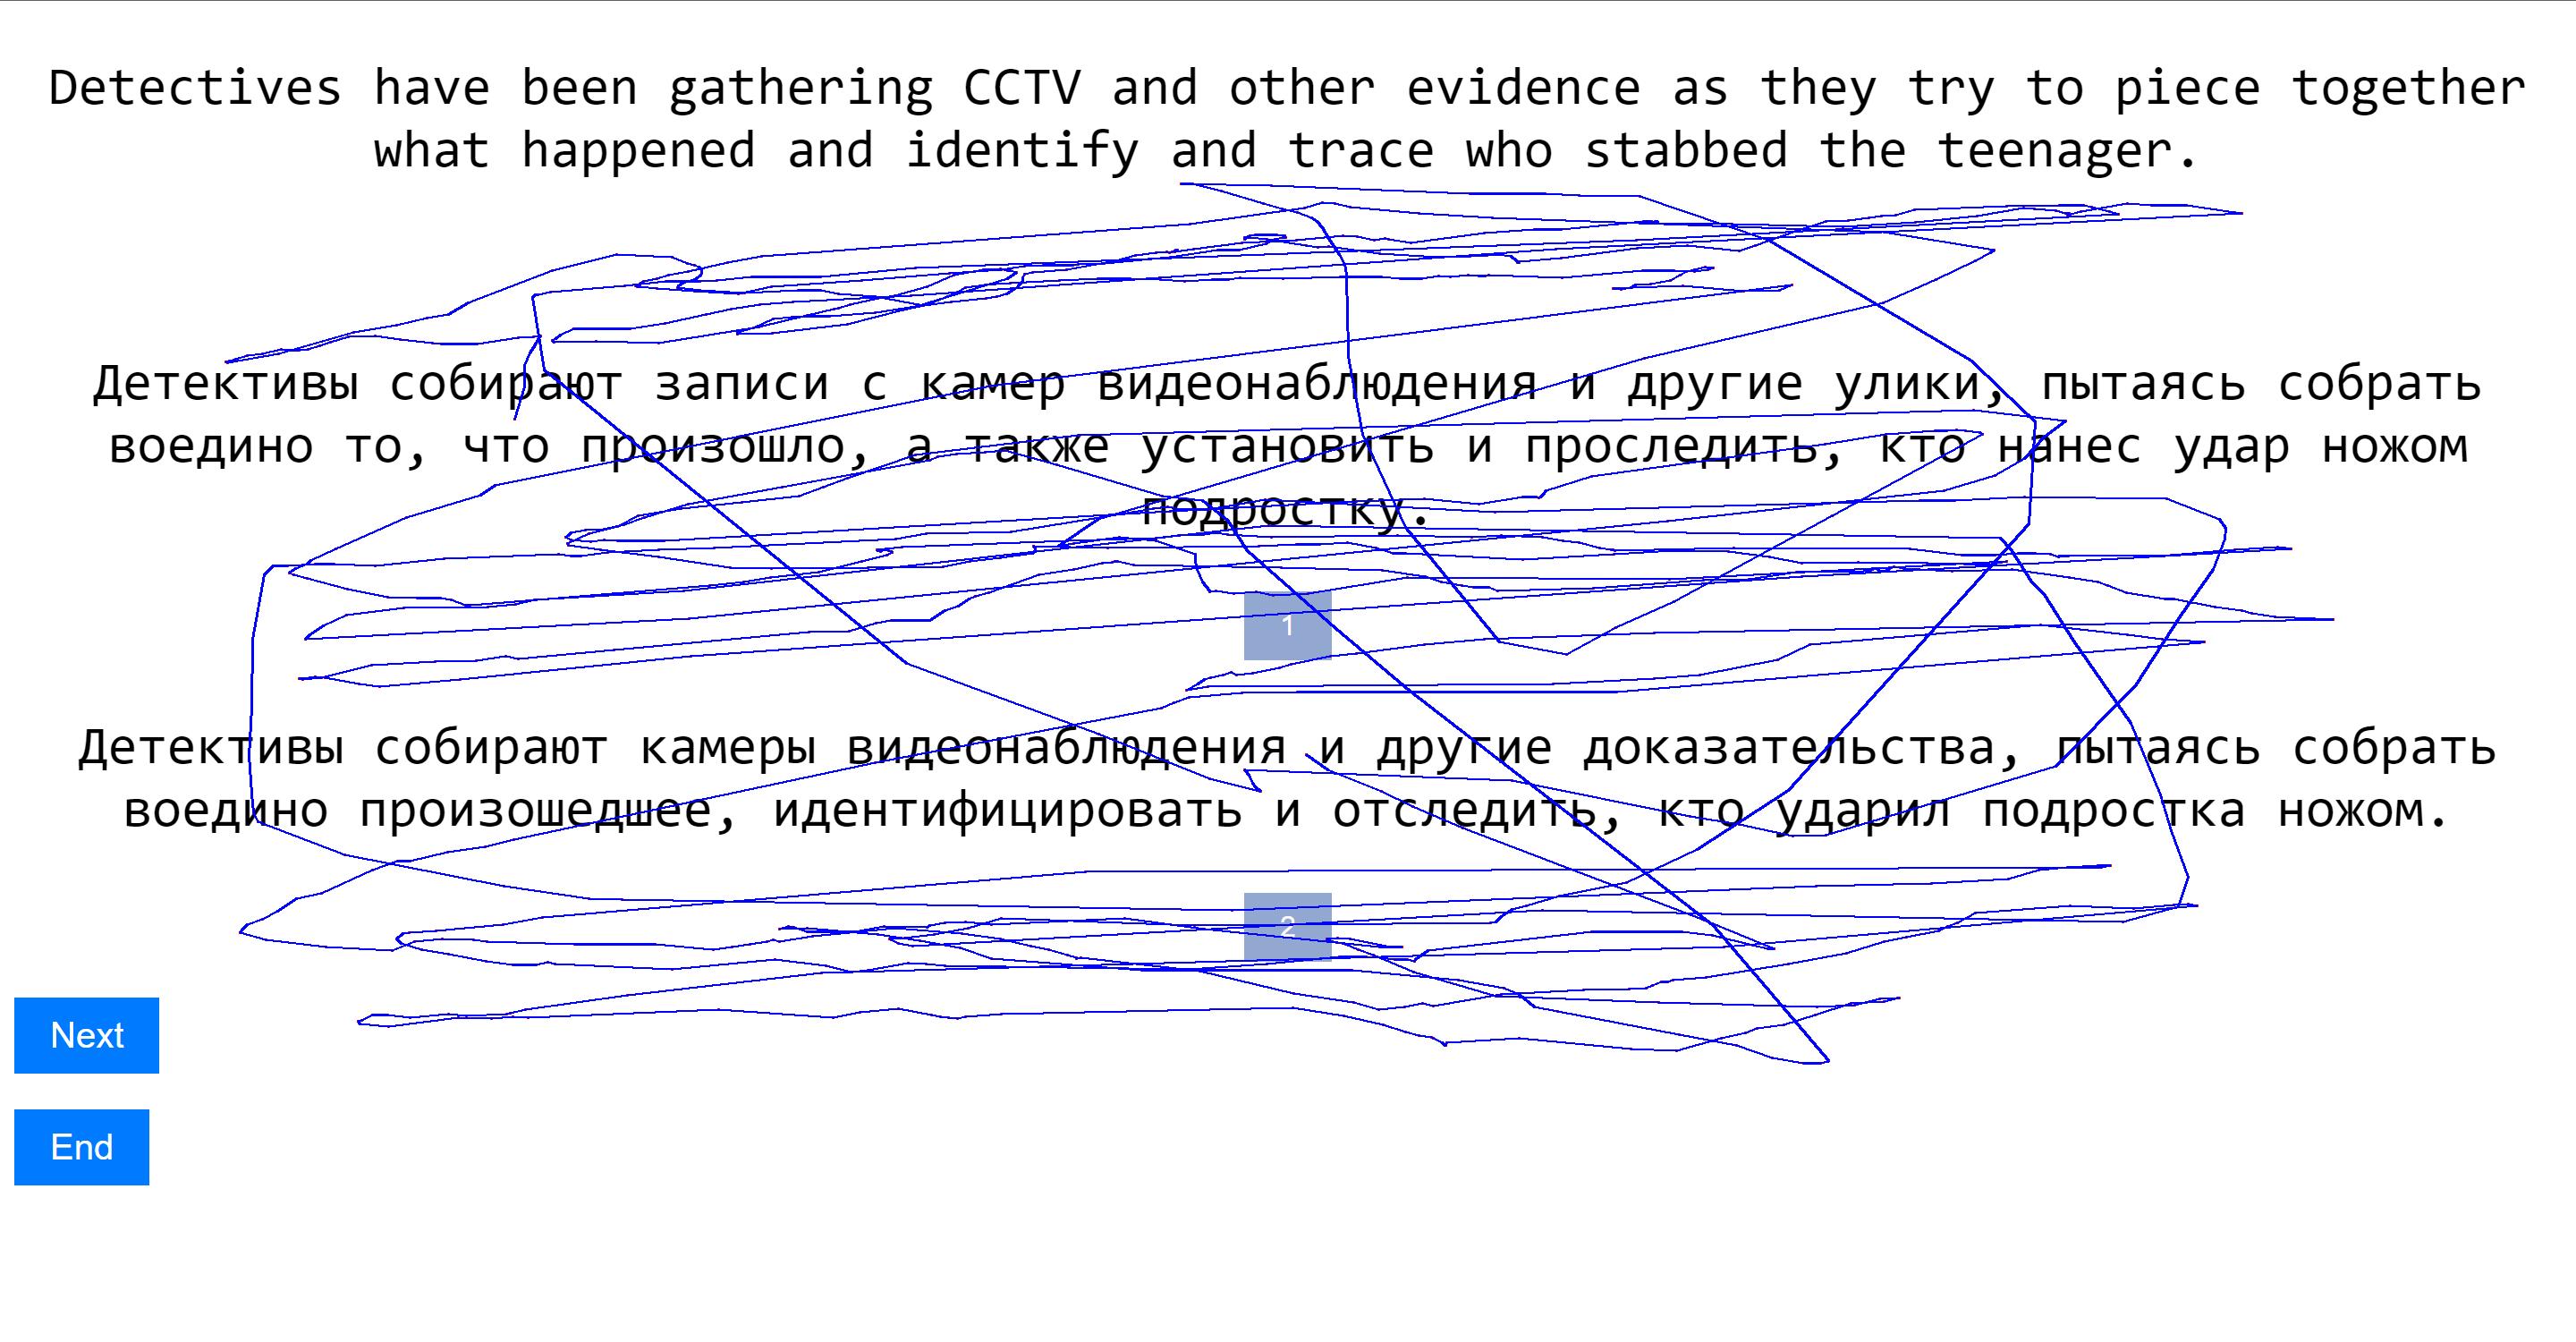 Detectives have been gathering CCTV and other evidence as they try to piece together
what happened and identify and trace who stabbed the teenager.
Детективы собирают записи с камер видеонаблюдения и другие улики, пытаясь собрать
воедино то, что произошло, а также установить и проследить, кто нанес удар ножом
подростку.
1
Детективы собирают камеры видеонаблюдения и другие доказательства, пытаясь собрать
воедино произошедшее, идентифицировать и отследить, кто ударил подростка ножом.
2
Next
End